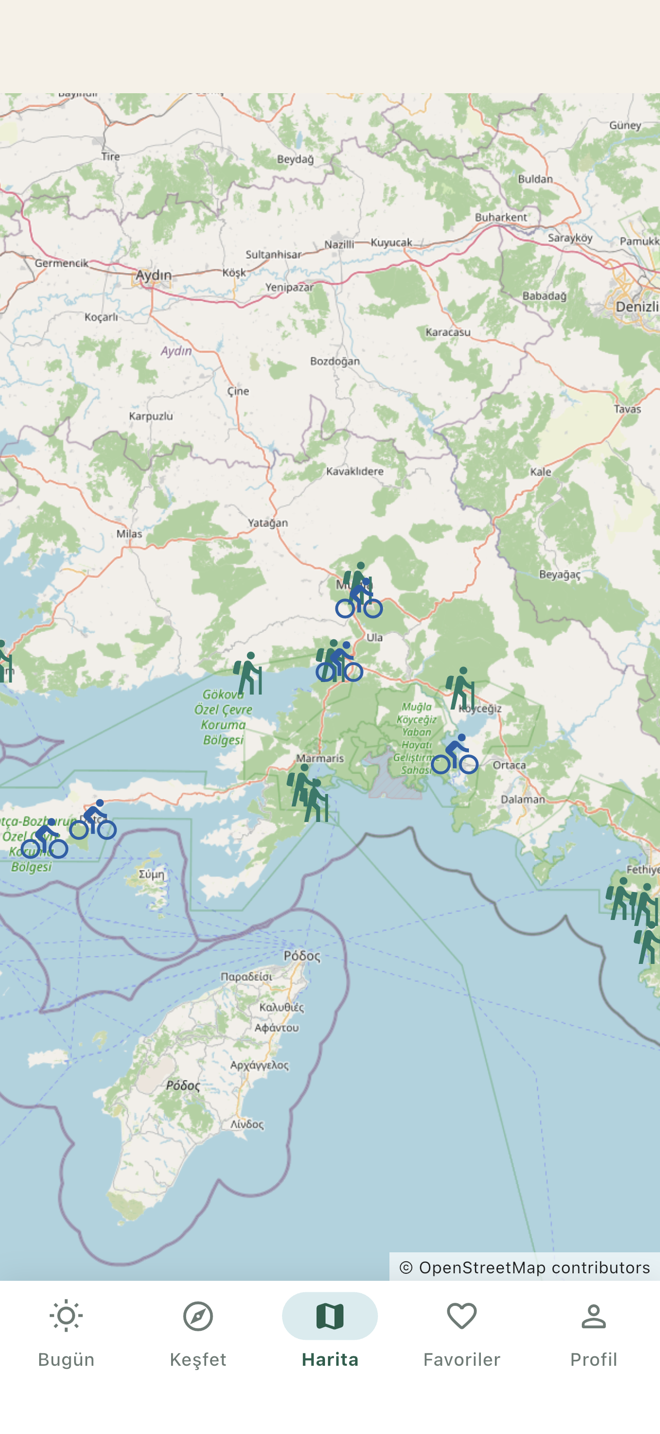 Bayındır
Güney
Tire
Beydağ
Buldan
Buharkent
Sarayköy
Nazilli
Kuyucak
Pamukk
Germencik
Sultanhisar
Aydın
Köşk
Yenipazar
Babadağ
Denizli
Koçarlı
Karacasu
Aydın
Bozdoğan
Çine
Tavas
Karpuzlu
Kavaklıdere
Kale
Yatağan
Milas
Beyağaç
Ula
Gökova
Özel Çevre
Koruma
Bölgesi
Muğla
Köyceğiz
Yaban
Hayatı
Geliştirme
Sahası
Köyceğiz
Marmaris
Ortaca
Dalaman
Özel Çevre
Koruma
Bölgesi
Σύμη
Fethiye
Ρόδος
Παραδείσι
Καλυθιές
Αφάντου
Αρχάγγελος
Ρόδος
Λίνδος
© OpenStreetMap contributors
Bugün
Keşfet
Harita
Favoriler
Profil